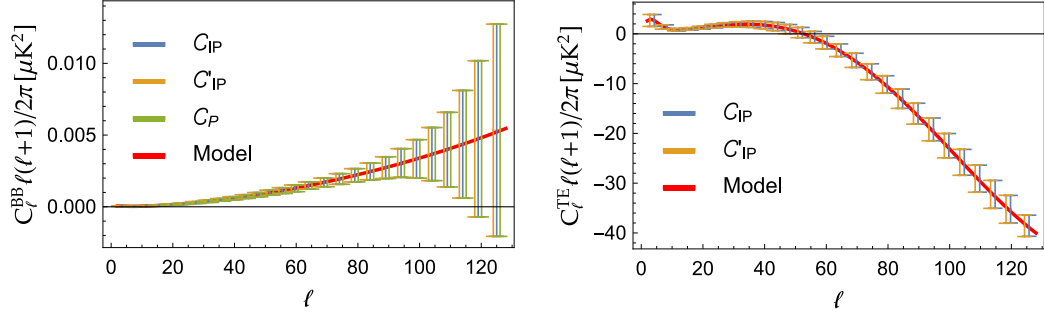 C_ℓ^BB ℓ(ℓ+1)/2π [μK²]
0.010
0.005
0.000
C_IP
C'_IP
C_P
Model
0 20 40 60 80 100 120
ℓ
C_ℓ^TE ℓ(ℓ+1)/2π [μK²]
0
-10
-20
-30
-40
C_IP
C'_IP
Model
0 20 40 60 80 100 120
ℓ